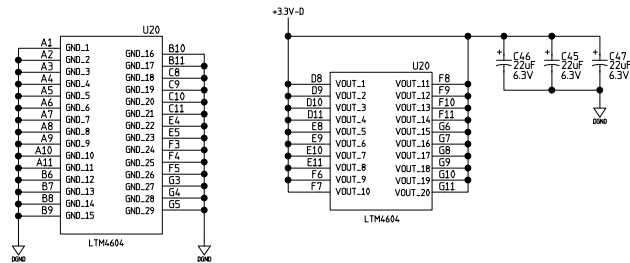 U20
A1 GND_1
A2 GND_2
A3 GND_3
A4 GND_4
A5 GND_5
A6 GND_6
A7 GND_7
A8 GND_8
A9 GND_9
A10 GND_10
A11 GND_11
B6 GND_12
B7 GND_13
B8 GND_14
B9 GND_15
GND_16 B10
GND_17 B11
GND_18 C8
GND_19 C9
GND_20 C10
GND_21 C11
GND_22 E4
GND_23 E5
GND_24 F3
GND_25 F4
GND_26 F5
GND_27 G3
GND_28 G4
GND_29 G5
LTM4604
DGND
DGND
+3.3V-D
U20
D8 VOUT_1
D9 VOUT_2
D10 VOUT_3
D11 VOUT_4
E8 VOUT_5
E9 VOUT_6
E10 VOUT_7
E11 VOUT_8
F6 VOUT_9
F7 VOUT_10
VOUT_11 F8
VOUT_12 F9
VOUT_13 F10
VOUT_14 F11
VOUT_15 G6
VOUT_16 G7
VOUT_17 G8
VOUT_18 G9
VOUT_19 G10
VOUT_20 G11
LTM4604
C46
22uF
6.3V
C45
22uF
6.3V
C47
22uF
6.3V
DGND